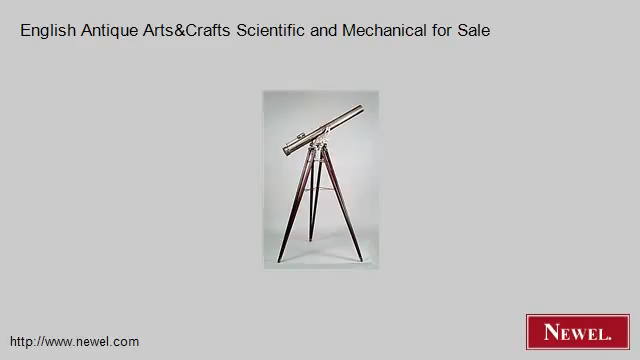 English Antique Arts&Crafts Scientific and Mechanical for Sale
http://www.newel.com
NEWEL.